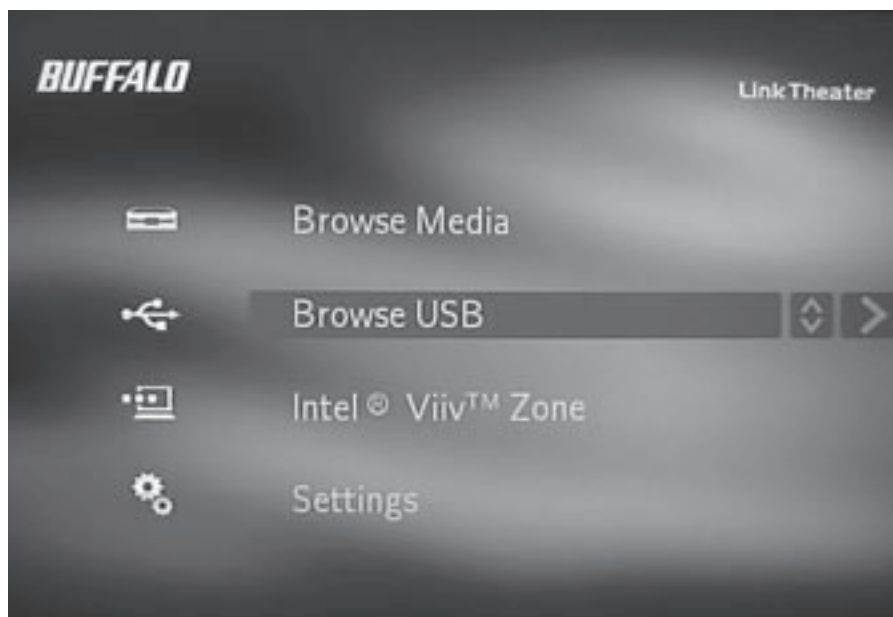 BUFFALO
LinkTheater
Browse Media
Browse USB
Intel ® Viiv™ Zone
Settings